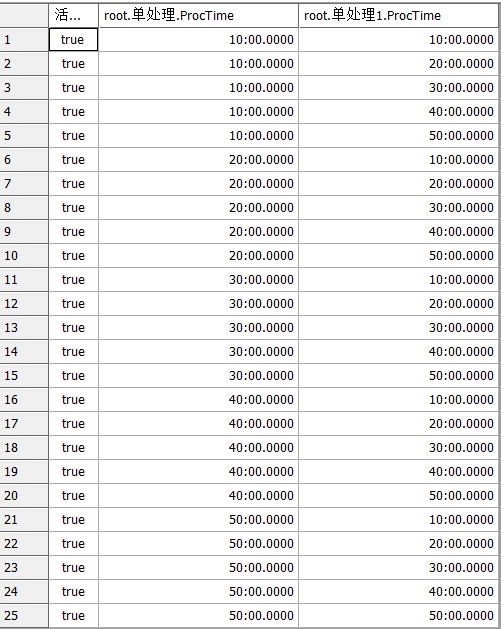 活... root.单处理.ProcTime root.单处理1.ProcTime
1 true 10:00.0000 10:00.0000
2 true 10:00.0000 20:00.0000
3 true 10:00.0000 30:00.0000
4 true 10:00.0000 40:00.0000
5 true 10:00.0000 50:00.0000
6 true 20:00.0000 10:00.0000
7 true 20:00.0000 20:00.0000
8 true 20:00.0000 30:00.0000
9 true 20:00.0000 40:00.0000
10 true 20:00.0000 50:00.0000
11 true 30:00.0000 10:00.0000
12 true 30:00.0000 20:00.0000
13 true 30:00.0000 30:00.0000
14 true 30:00.0000 40:00.0000
15 true 30:00.0000 50:00.0000
16 true 40:00.0000 10:00.0000
17 true 40:00.0000 20:00.0000
18 true 40:00.0000 30:00.0000
19 true 40:00.0000 40:00.0000
20 true 40:00.0000 50:00.0000
21 true 50:00.0000 10:00.0000
22 true 50:00.0000 20:00.0000
23 true 50:00.0000 30:00.0000
24 true 50:00.0000 40:00.0000
25 true 50:00.0000 50:00.0000